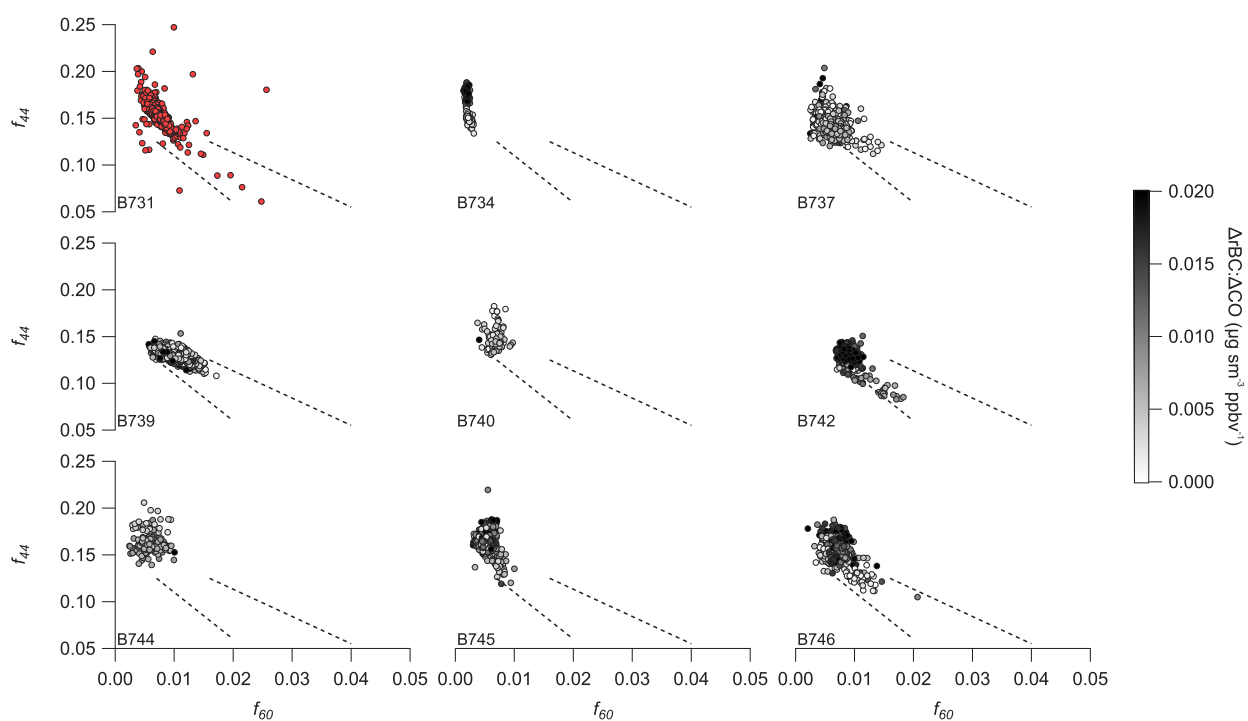 0.25
0.20
0.15
0.10
0.05
f44
B731
B734
B737
0.25
0.20
0.15
0.10
0.05
f44
B739
B740
B742
0.25
0.20
0.15
0.10
0.05
f44
B744
B745
B746
0.00 0.01 0.02 0.03 0.04 0.05
0.00 0.01 0.02 0.03 0.04 0.05
0.00 0.01 0.02 0.03 0.04 0.05
f60
f60
f60
0.020
0.015
0.010
0.005
0.000
ΔrBC:ΔCO (µg sm⁻³ ppbv⁻¹)